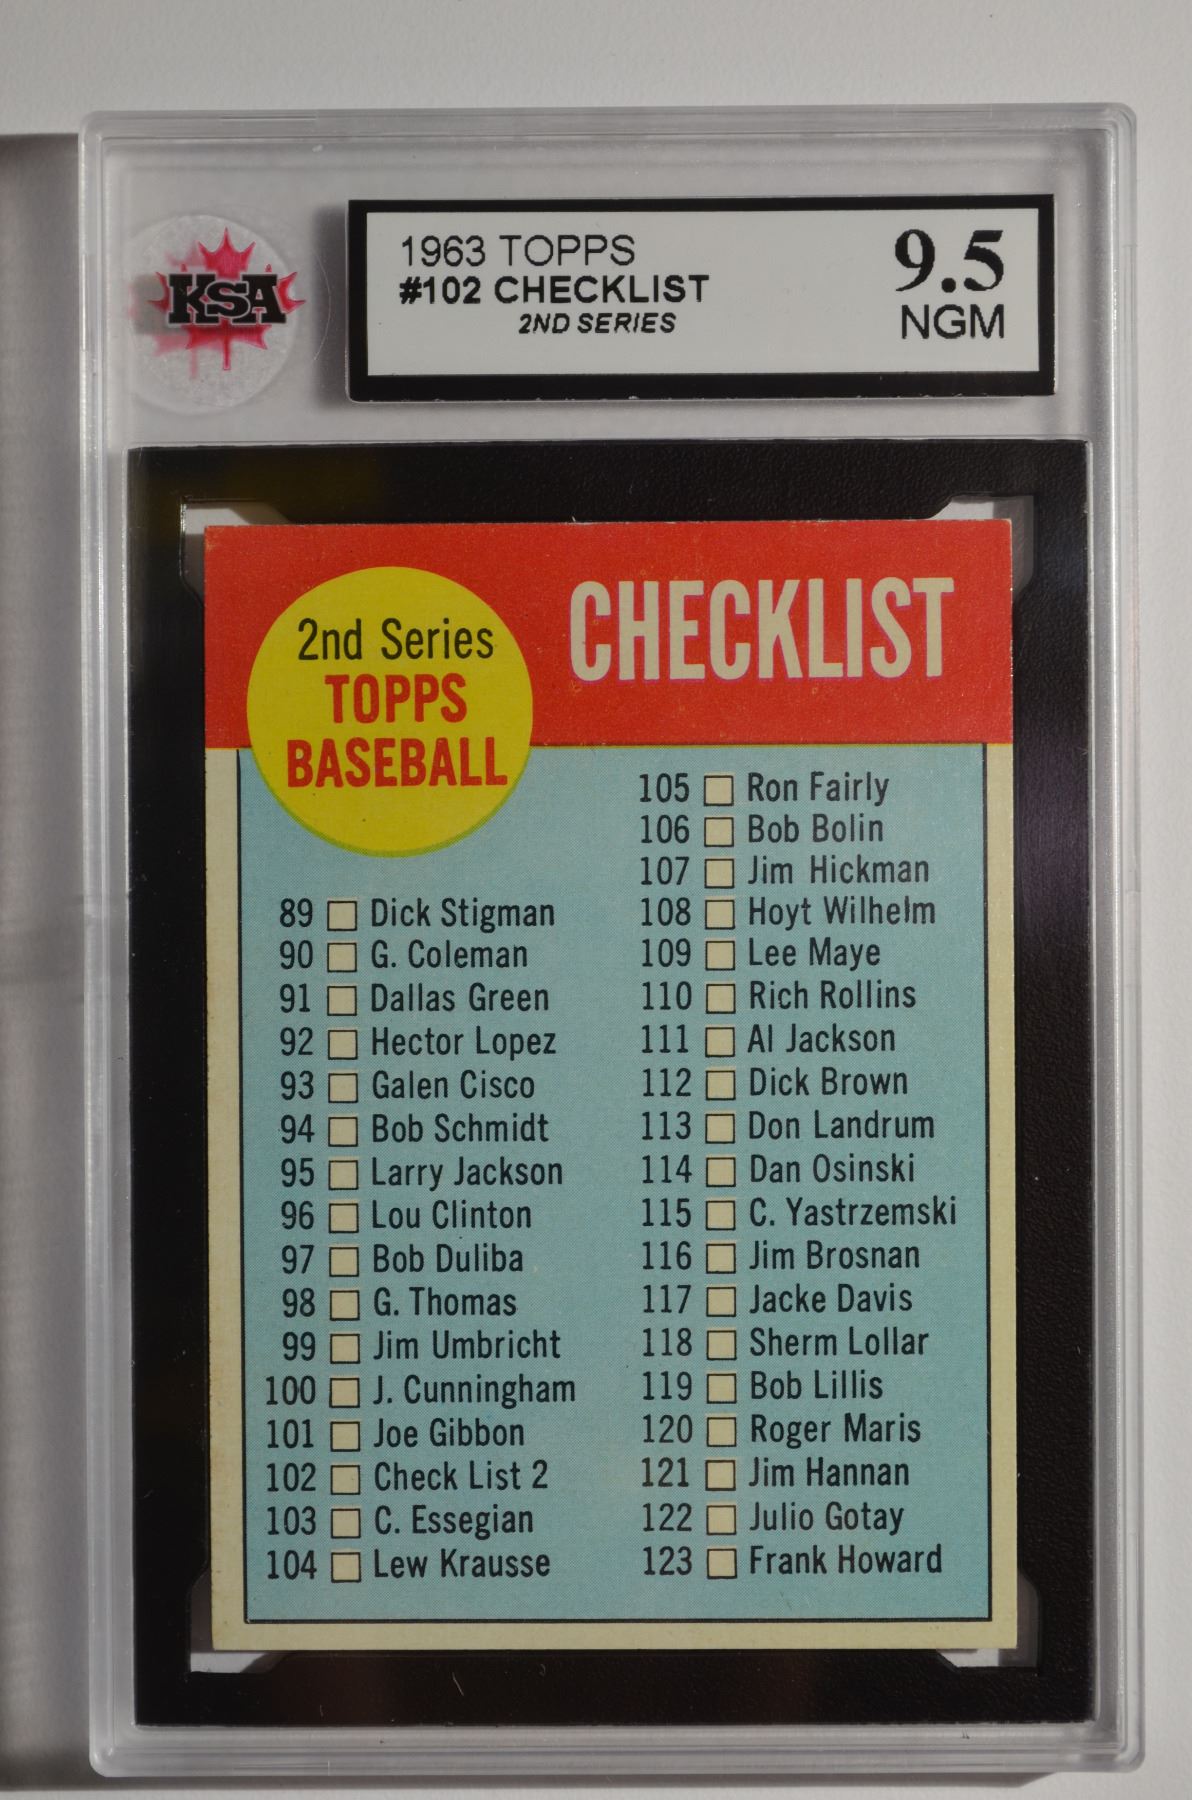 KSA
1963 TOPPS
#102 CHECKLIST
2ND SERIES
9.5
NGM
2nd Series
TOPPS
BASEBALL
CHECKLIST
89 Dick Stigman
90 G. Coleman
91 Dallas Green
92 Hector Lopez
93 Galen Cisco
94 Bob Schmidt
95 Larry Jackson
96 Lou Clinton
97 Bob Duliba
98 G. Thomas
99 Jim Umbricht
100 J. Cunningham
101 Joe Gibbon
102 Check List 2
103 C. Essegian
104 Lew Krausse
105 Ron Fairly
106 Bob Bolin
107 Jim Hickman
108 Hoyt Wilhelm
109 Lee Maye
110 Rich Rollins
111 Al Jackson
112 Dick Brown
113 Don Landrum
114 Dan Osinski
115 C. Yastrzemski
116 Jim Brosnan
117 Jacke Davis
118 Sherm Lollar
119 Bob Lillis
120 Roger Maris
121 Jim Hannan
122 Julio Gotay
123 Frank Howard